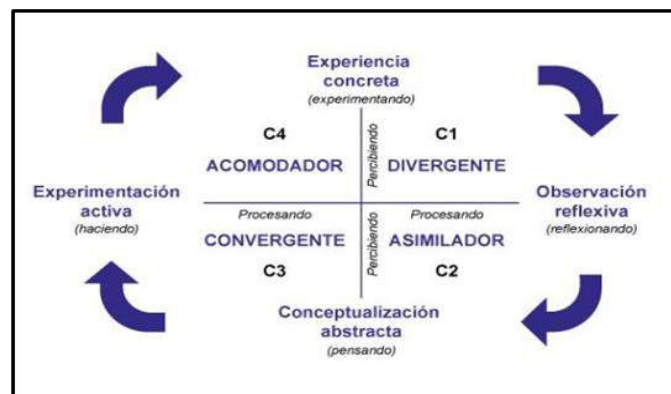 Experiencia
concreta
(experimentando)
C4
C1
Percibiendo
ACOMODADOR
DIVERGENTE
Experimentación
activa
(haciendo)
Observación
reflexiva
(reflexionando)
Procesando
Procesando
CONVERGENTE
Percibiendo
ASIMILADOR
C3
C2
Conceptualización
abstracta
(pensando)